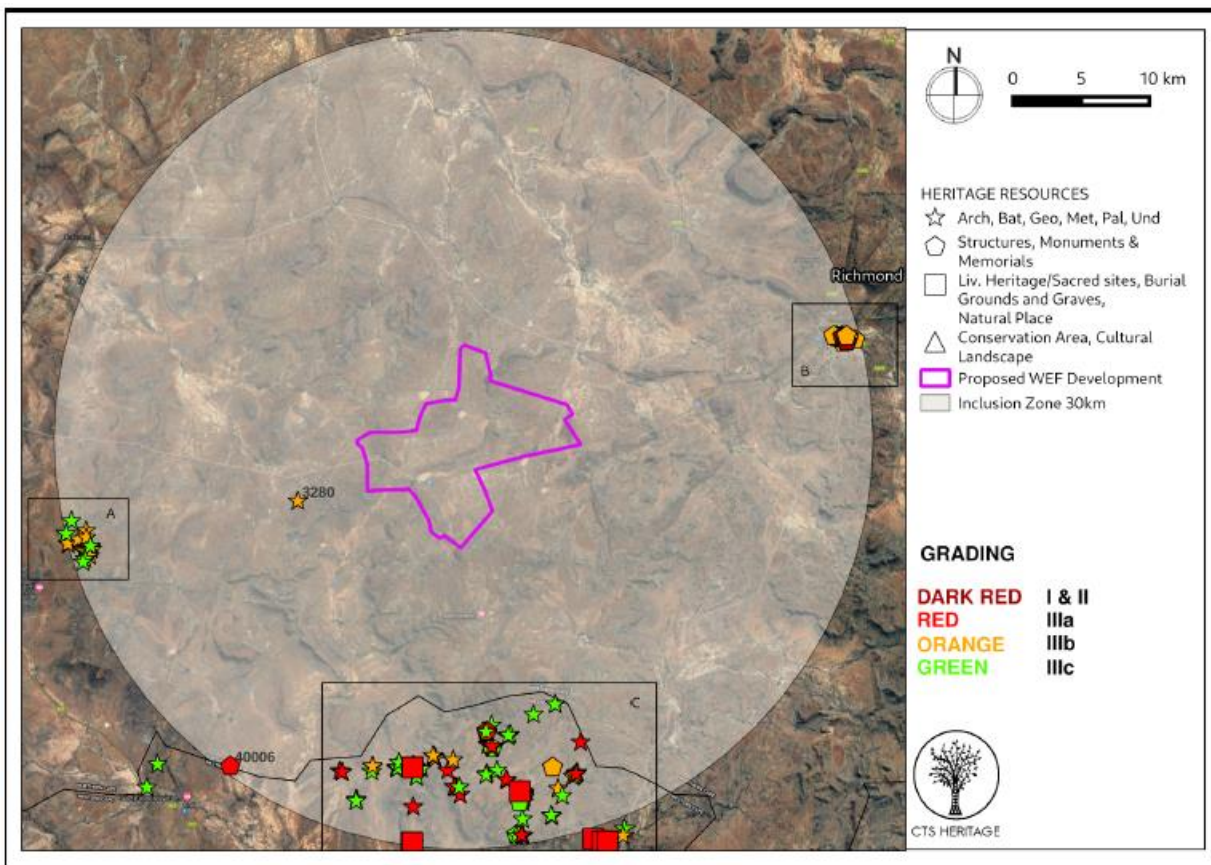 N
0 5 10 km
HERITAGE RESOURCES
Arch, Bat, Geo, Met, Pal, Und
Structures, Monuments &
Memorials
Liv. Heritage/Sacred sites, Burial
Grounds and Graves,
Natural Place
Conservation Area, Cultural
Landscape
Proposed WEF Development
Inclusion Zone 30km
Richmond
B
3280
A
C
40006
GRADING
DARK RED I & II
RED IIIa
ORANGE IIIb
GREEN IIIc
CTS HERITAGE